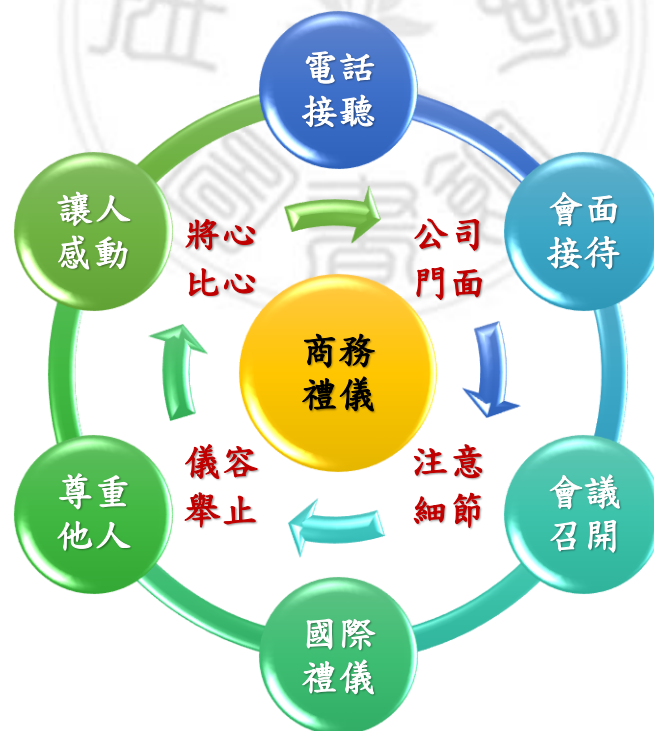 電話
接聽
讓人
感動
會面
接待
將心
比心
公司
門面
商務
禮儀
儀容
舉止
注意
細節
尊重
他人
會議
召開
國際
禮儀